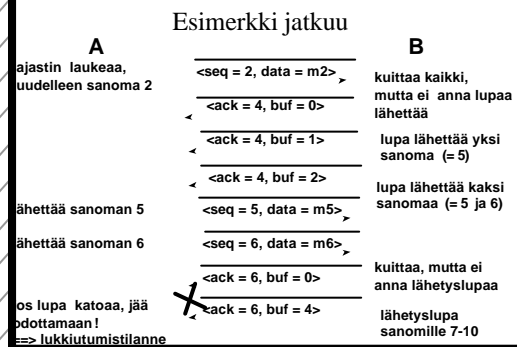 Esimerkki jatkuu
A
B
ajastin laukeaa,
uudelleen sanoma 2
<seq = 2, data = m2>
kuittaa kaikki,
mutta ei anna lupaa
lähettää
<ack = 4, buf = 0>
<ack = 4, buf = 1>
lupa lähettää yksi
sanoma (= 5)
<ack = 4, buf = 2>
lupa lähettää kaksi
sanomaa (= 5 ja 6)
ähettää sanoman 5
<seq = 5, data = m5>
ähettää sanoman 6
<seq = 6, data = m6>
<ack = 6, buf = 0>
kuittaa, mutta ei
anna lähetyslupaa
os lupa katoaa, jää
odottamaan!
==> lukkiutumistilanne
<ack = 6, buf = 4>
lähetyslupa
sanomille 7-10